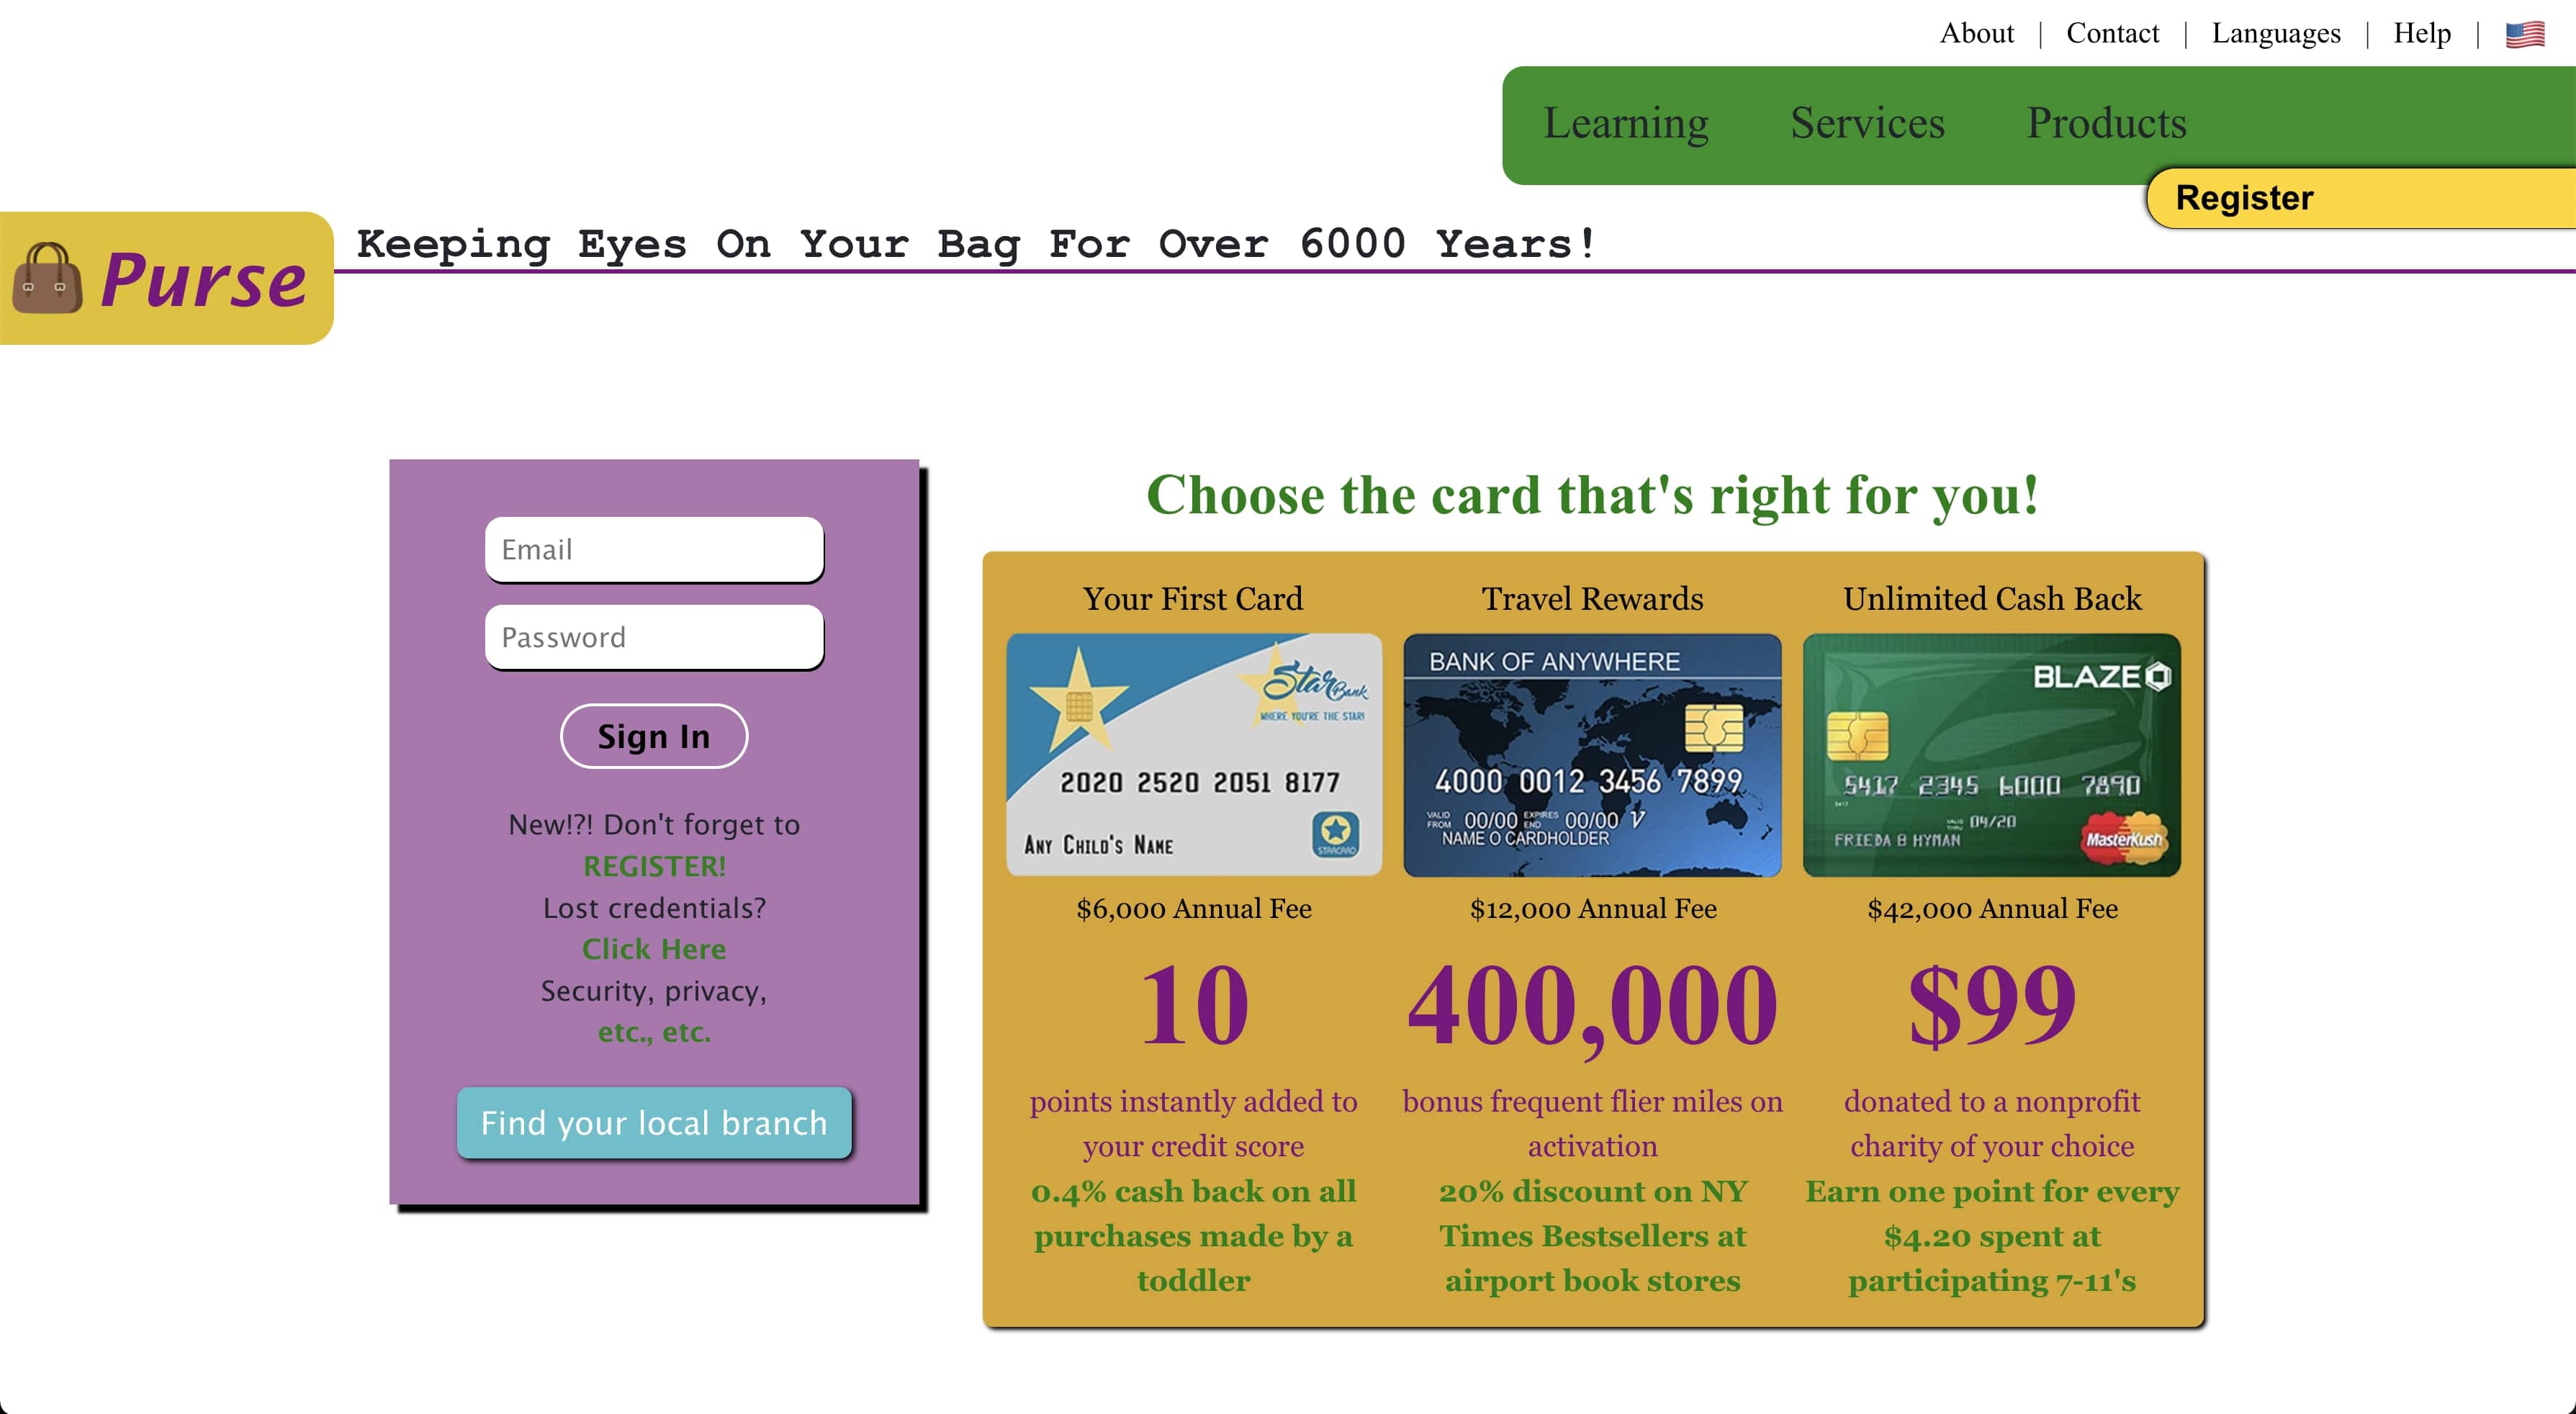 About | Contact | Languages | Help |
Learning Services Products
Register
Keeping Eyes On Your Bag For Over 6000 Years!
Purse
Email
Password
Sign In
New!?! Don't forget to
REGISTER!
Lost credentials?
Click Here
Security, privacy,
etc., etc.
Find your local branch
Choose the card that's right for you!
Your First Card
Star Bank
WHERE YOU'RE THE STAR!
2020 2520 2051 8177
Any Child's Name
STARCARD
$6,000 Annual Fee
10
points instantly added to
your credit score
0.4% cash back on all
purchases made by a
toddler
Travel Rewards
BANK OF ANYWHERE
4000 0012 3456 7899
VALID FROM 00/00 EXPIRES END 00/00 V
NAME O CARDHOLDER
$12,000 Annual Fee
400,000
bonus frequent flier miles on
activation
20% discount on NY
Times Bestsellers at
airport book stores
Unlimited Cash Back
BLAZE
5417 2345 6000 7890
04/20
FRIEDA B HYMAN
MasterKush
$42,000 Annual Fee
$99
donated to a nonprofit
charity of your choice
Earn one point for every
$4.20 spent at
participating 7-11's